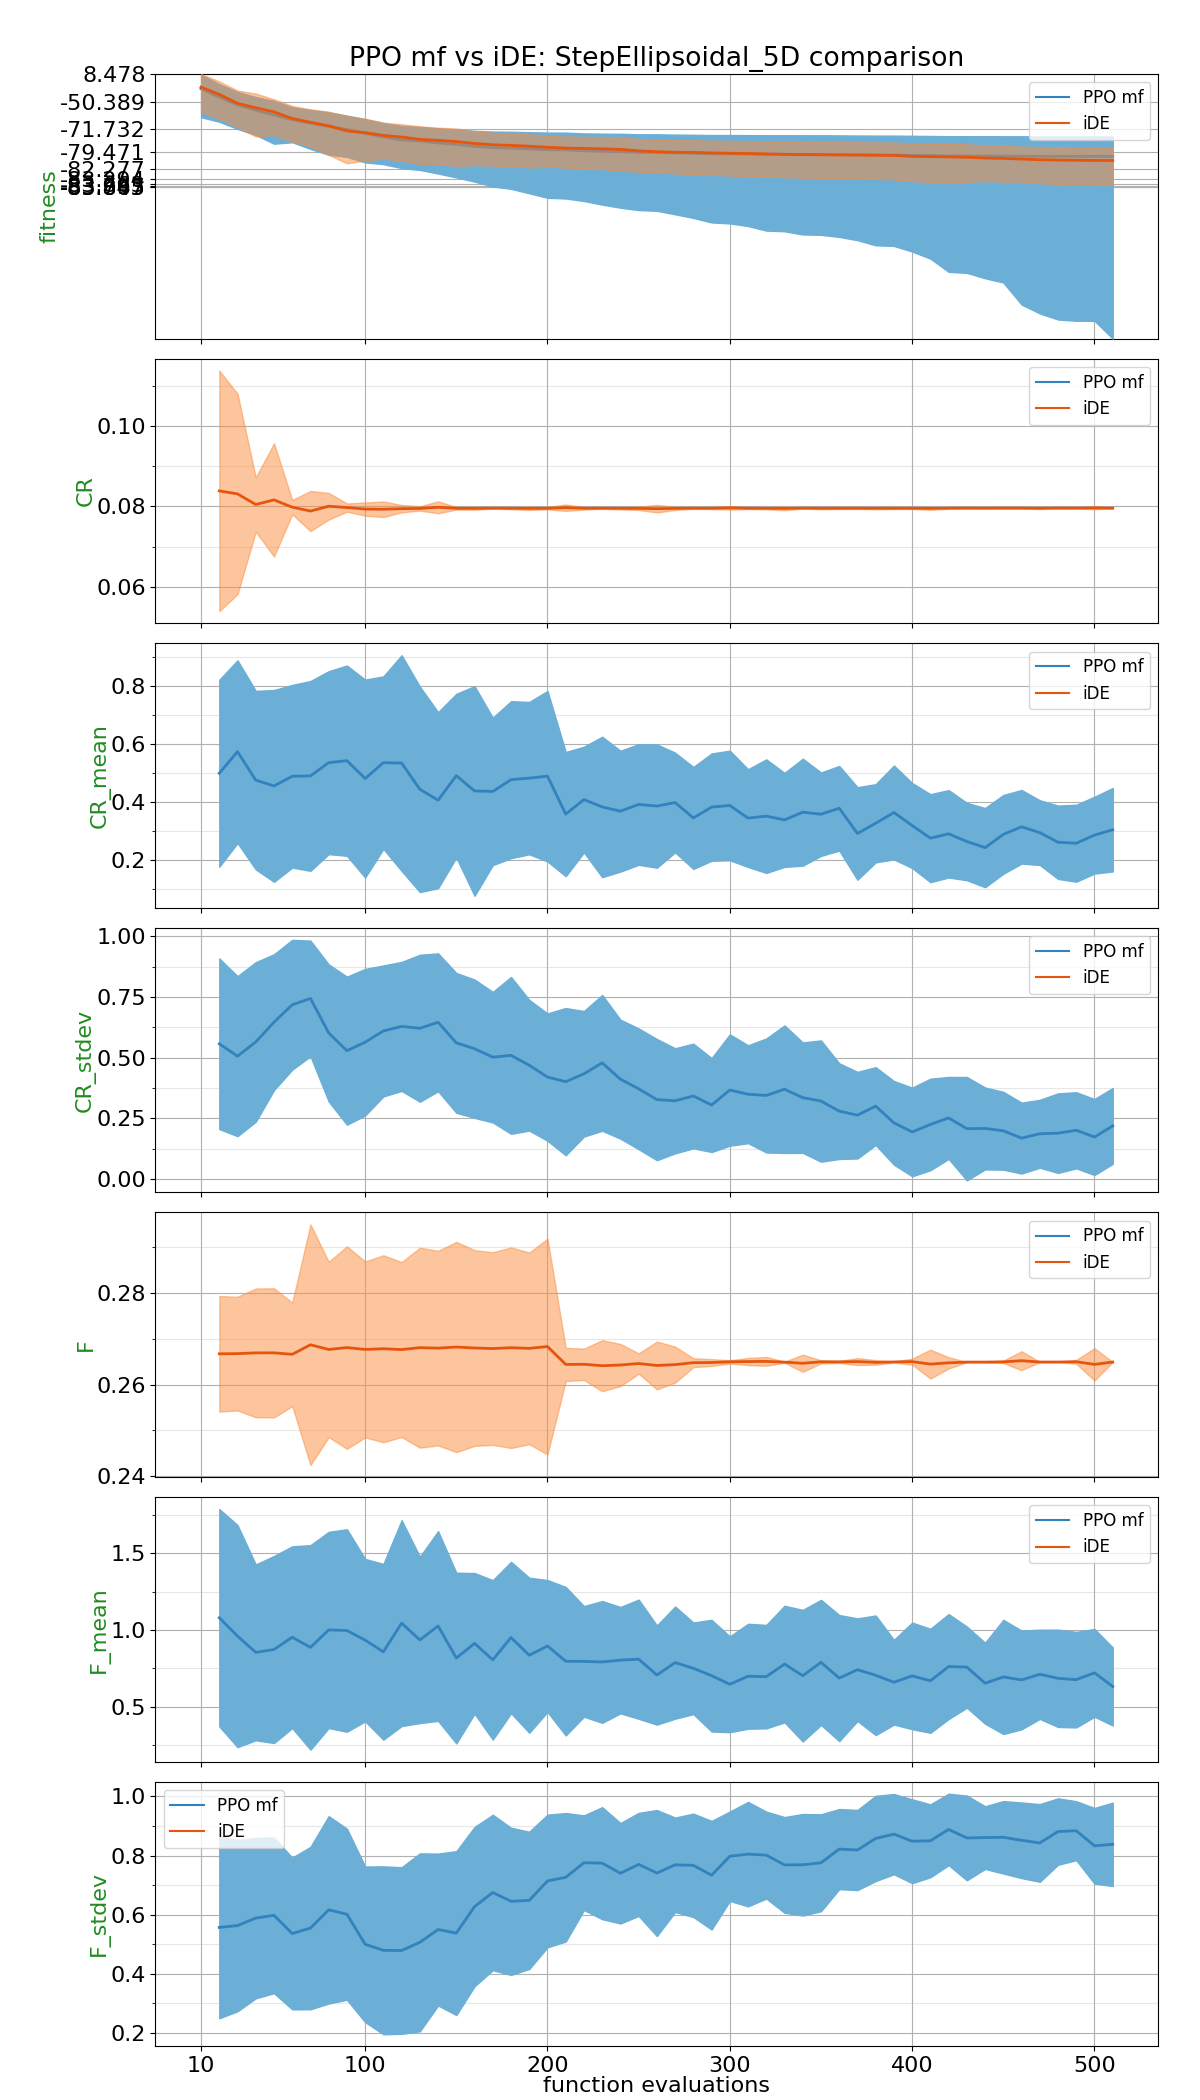 PPO mf vs iDE: StepEllipsoidal_5D comparison
8.478
-50.389
-71.732
-79.471
-82.277
fitness
PPO mf
iDE
0.10
0.08
0.06
CR
PPO mf
iDE
0.8
0.6
0.4
0.2
CR_mean
PPO mf
iDE
1.00
0.75
0.50
0.25
0.00
CR_stdev
PPO mf
iDE
0.28
0.26
0.24
F
PPO mf
iDE
1.5
1.0
0.5
F_mean
PPO mf
iDE
1.0
0.8
0.6
0.4
0.2
F_stdev
PPO mf
iDE
10 100 200 300 400 500
function evaluations